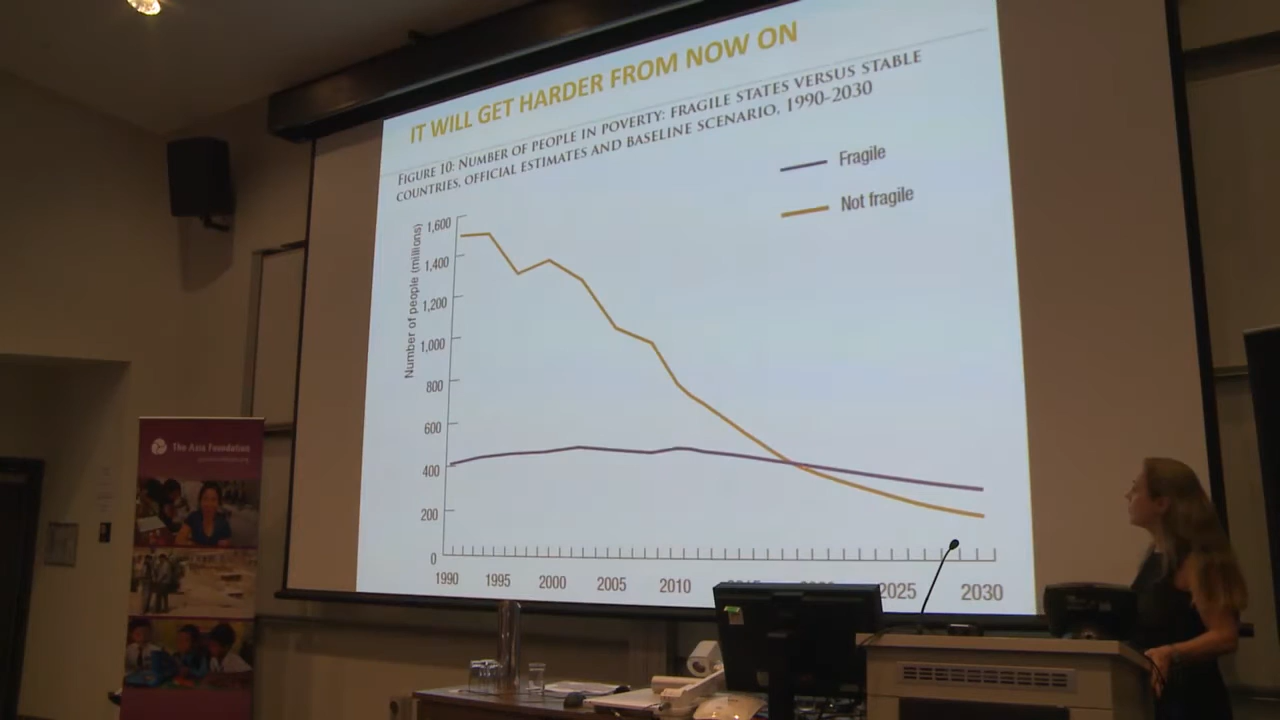 IT WILL GET HARDER FROM NOW ON
FIGURE 10: NUMBER OF PEOPLE IN POVERTY: FRAGILE STATES VERSUS STABLE
COUNTRIES, OFFICIAL ESTIMATES AND BASELINE SCENARIO, 1990-2030
Fragile
Not fragile
Number of people (millions)
1,600
1,400
1,200
1,000
800
600
400
200
0
1990 1995 2000 2005 2010 2025 2030
The Asia Foundation